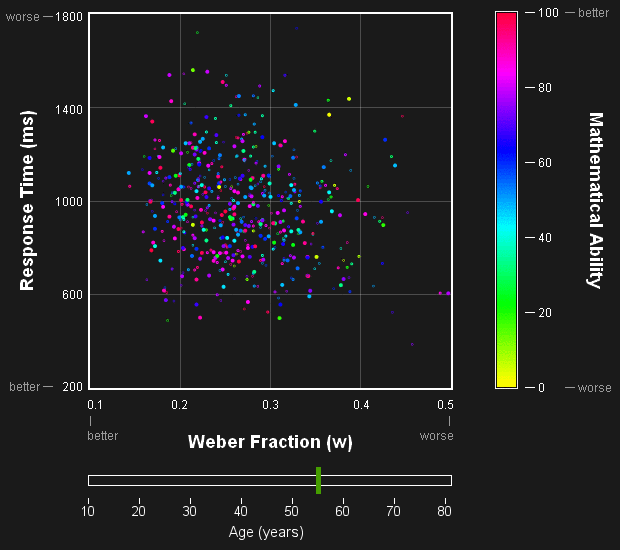 worse
1800
1400
1000
600
better
200
Response Time (ms)
0.1
0.2
0.3
0.4
0.5
better
worse
Weber Fraction (w)
10
20
30
40
50
60
70
80
Age (years)
100
better
80
60
40
20
0
worse
Mathematical Ability